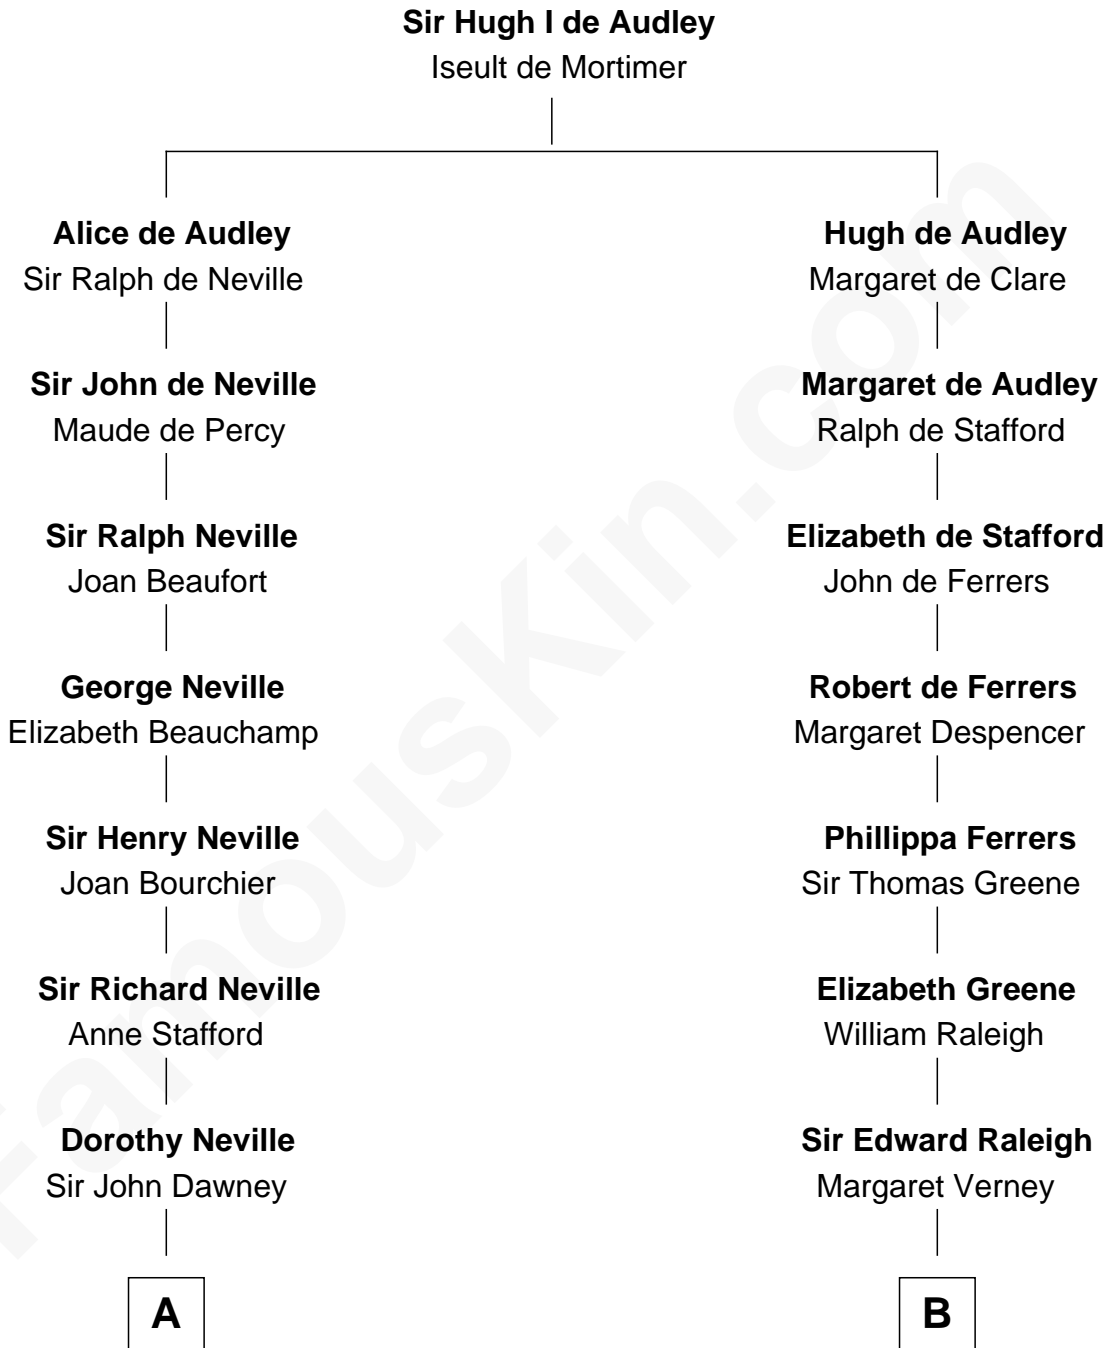 Sir Hugh I de Audley
Iseult de Mortimer
Alice de Audley
Sir Ralph de Neville
Hugh de Audley
Margaret de Clare
Sir John de Neville
Maude de Percy
Margaret de Audley
Ralph de Stafford
Sir Ralph Neville
Joan Beaufort
Elizabeth de Stafford
John de Ferrers
George Neville
Elizabeth Beauchamp
Robert de Ferrers
Margaret Despencer
Sir Henry Neville
Joan Bourchier
Phillippa Ferrers
Sir Thomas Greene
Sir Richard Neville
Anne Stafford
Elizabeth Greene
William Raleigh
Dorothy Neville
Sir John Dawney
Sir Edward Raleigh
Margaret Verney
A
B
FamousKin.com